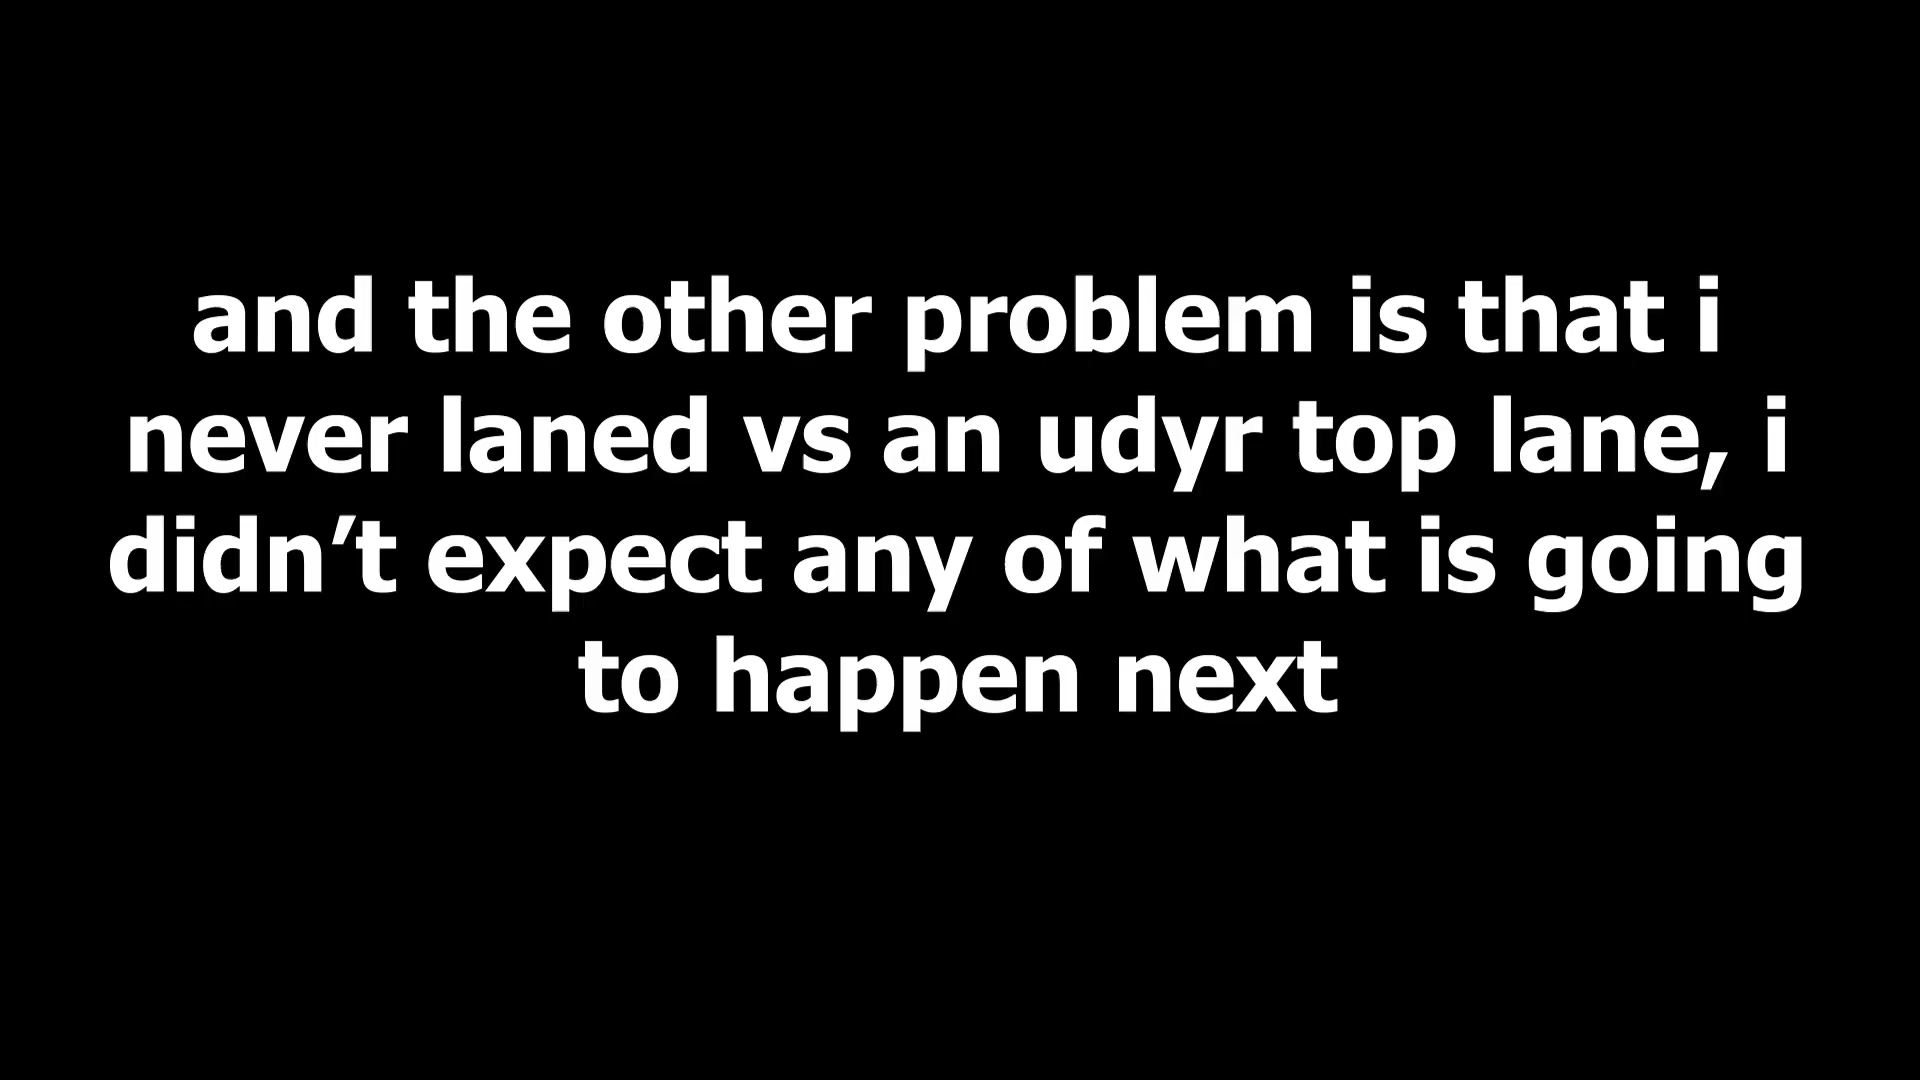 and the other problem is that i
never laned vs an udyr top lane, i
didn’t expect any of what is going
to happen next